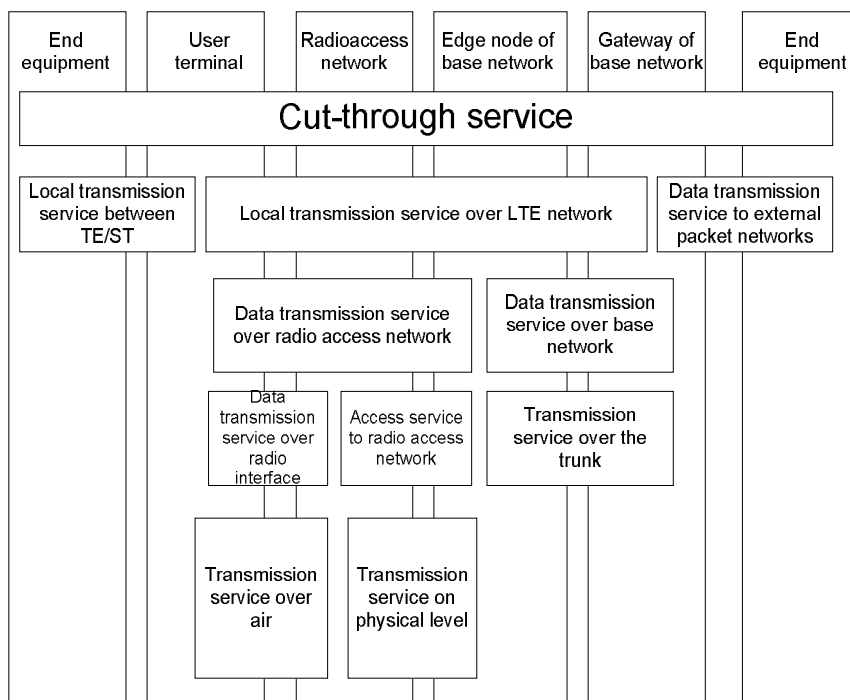 End
equipment
User
terminal
Radioaccess
network
Edge node of
base network
Gateway of
base network
End
equipment
Cut-through service
Local transmission
service between
TE/ST
Local transmission service over LTE network
Data transmission
service to external
packet networks
Data transmission service
over radio access network
Data transmission
service over base
network
Data
transmission
service over
radio
interface
Access service
to radio access
network
Transmission
service over the
trunk
Transmission
service over
air
Transmission
service on
physical level